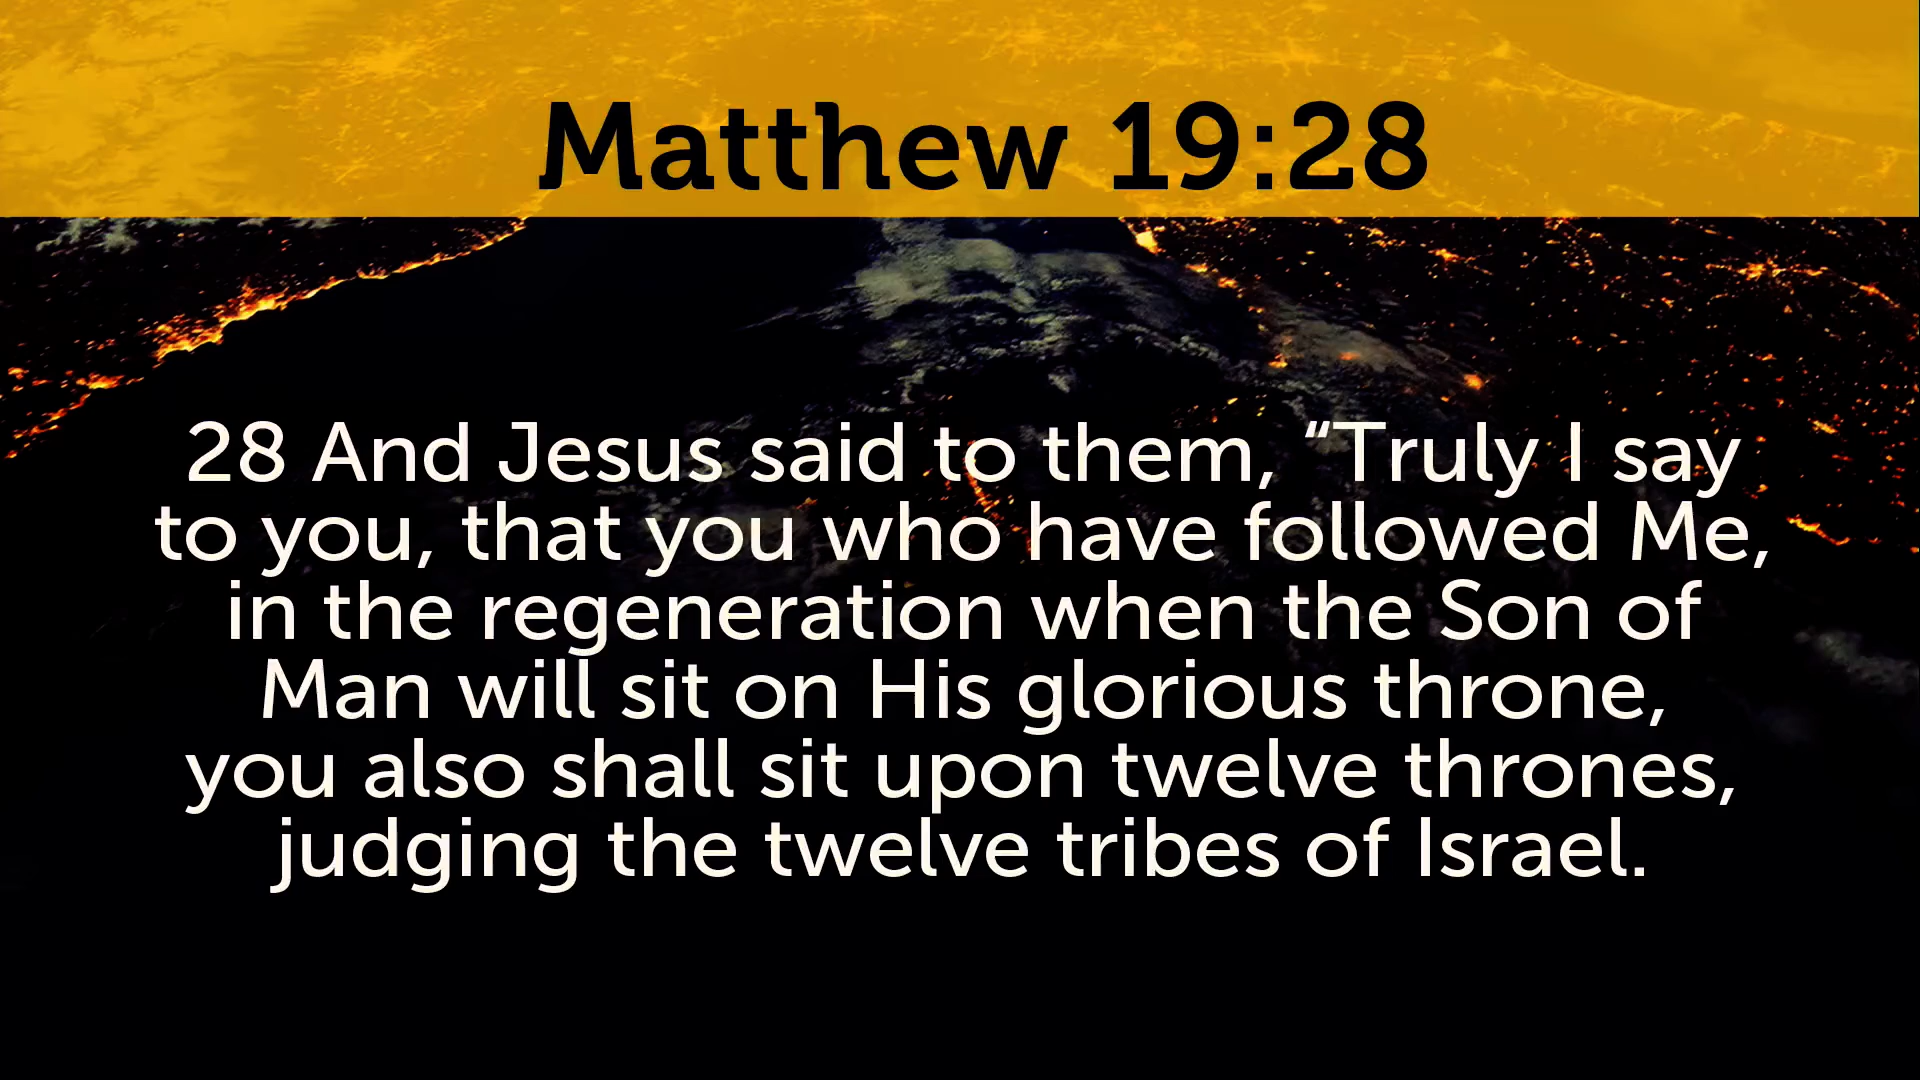 Matthew 19:28
28 And Jesus said to them, “Truly I say
to you, that you who have followed Me,
in the regeneration when the Son of
Man will sit on His glorious throne,
you also shall sit upon twelve thrones,
judging the twelve tribes of Israel.